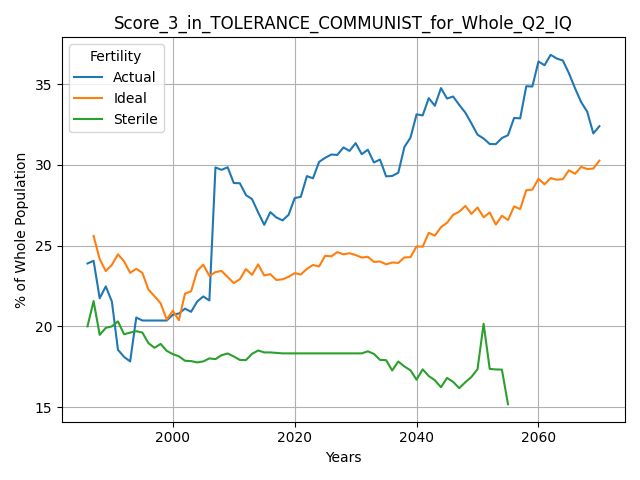 Score_3_in_TOLERANCE_COMMUNIST_for_Whole_Q2_IQ
Fertility
Actual
Ideal
Sterile
% of Whole Population
35
30
25
20
15
2000 2020 2040 2060
Years